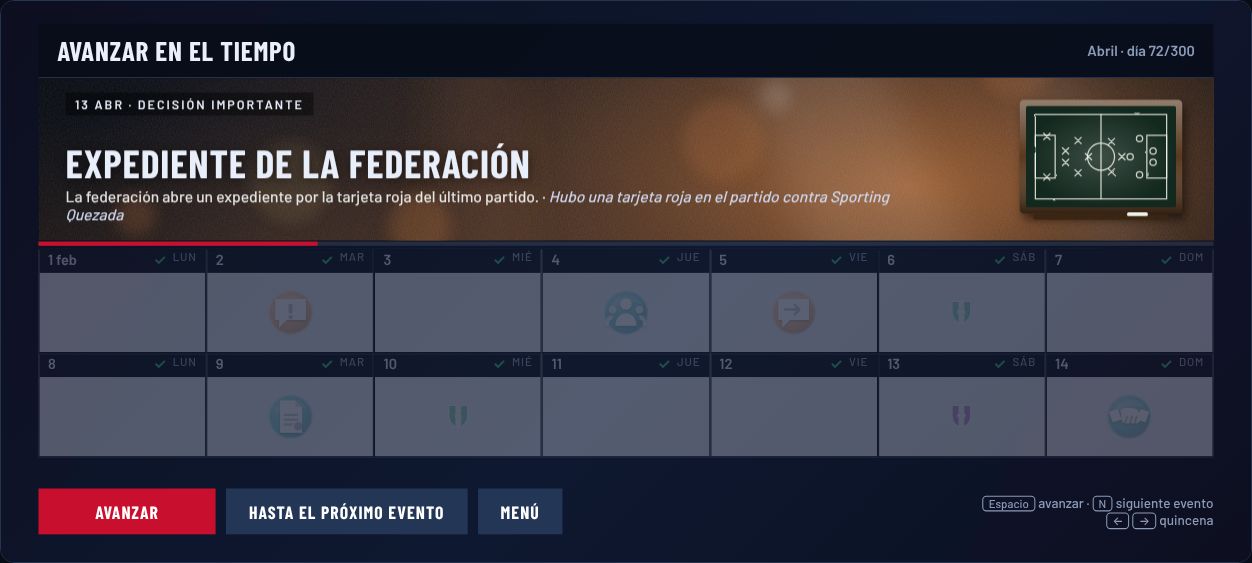 AVANZAR EN EL TIEMPO
Abril · día 72/300
13 ABR · DECISIÓN IMPORTANTE
EXPEDIENTE DE LA FEDERACIÓN
La federación abre un expediente por la tarjeta roja del último partido. · Hubo una tarjeta roja en el partido contra Sporting
Quezada
1 feb LUN 2 MAR 3 MIÉ 4 JUE 5 VIE 6 SÁB 7 DOM
8 LUN 9 MAR 10 MIÉ 11 JUE 12 VIE 13 SÁB 14 DOM
AVANZAR HASTA EL PRÓXIMO EVENTO MENÚ
Espacio avanzar · N siguiente evento
← → quincena